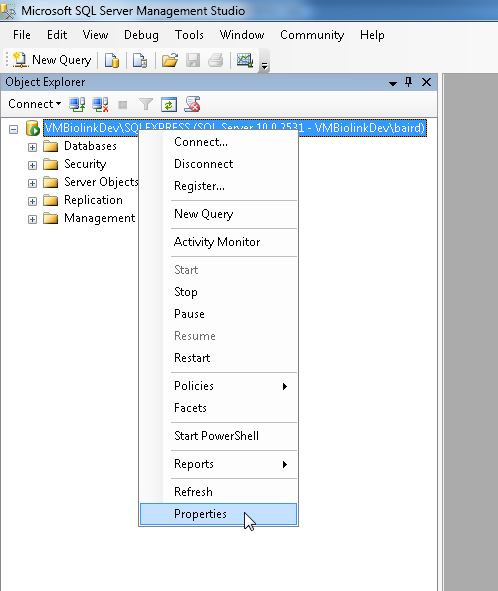 Microsoft SQL Server Management Studio
File Edit View Debug Tools Window Community Help
New Query
Object Explorer
Connect
VMBiolinkDev\SQLEXPRESS (SQL Server 10.0.2531 - VMBiolinkDev\baird)
Databases
Security
Server Objects
Replication
Management
Connect...
Disconnect
Register...
New Query
Activity Monitor
Start
Stop
Pause
Resume
Restart
Policies
Facets
Start PowerShell
Reports
Refresh
Properties